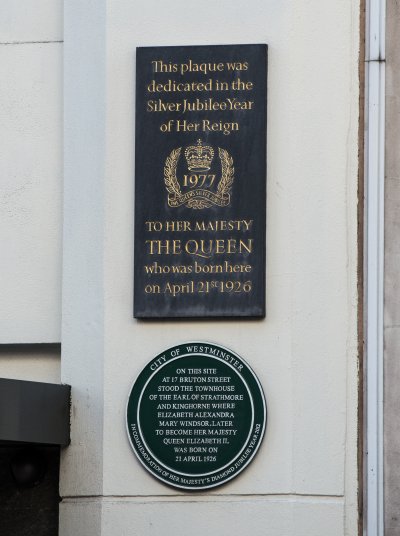 This plaque was
dedicated in the
Silver Jubilee Year
of Her Reign
1977
TO HER MAJESTY
THE QUEEN
who was born here
on April 21st 1926
CITY OF WESTMINSTER
ON THIS SITE
AT 17 BRUTON STREET
STOOD THE TOWNHOUSE
OF THE EARL OF STRATHMORE
AND KINGHORNE WHERE
ELIZABETH ALEXANDRA
MARY WINDSOR, LATER
TO BECOME HER MAJESTY
QUEEN ELIZABETH II,
WAS BORN ON
21 APRIL 1926
IN COMMEMORATION OF HER MAJESTY'S DIAMOND JUBILEE YEAR 2012